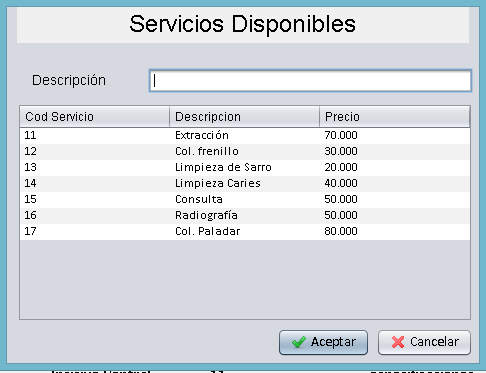 Servicios Disponibles
Descripción
Cod Servicio Descripcion Precio
11 Extracción 70.000
12 Col. frenillo 30.000
13 Limpieza de Sarro 20.000
14 Limpieza Caries 40.000
15 Consulta 50.000
16 Radiografía 50.000
17 Col. Paladar 80.000
Aceptar Cancelar